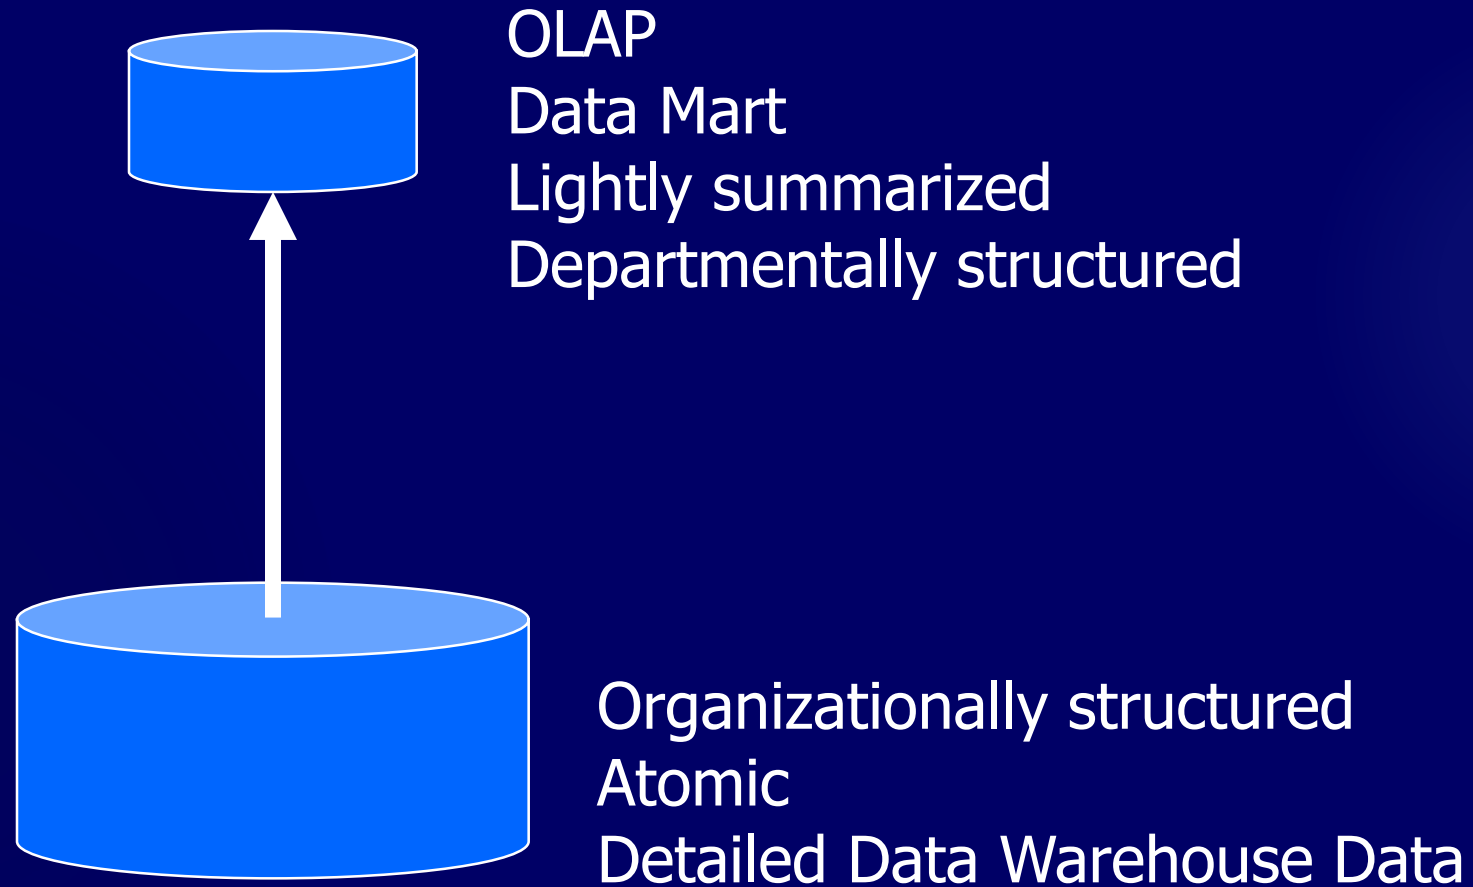 OLAP
Data Mart
Lightly summarized
Departmentally structured
Organizationally structured
Atomic
Detailed Data Warehouse Data